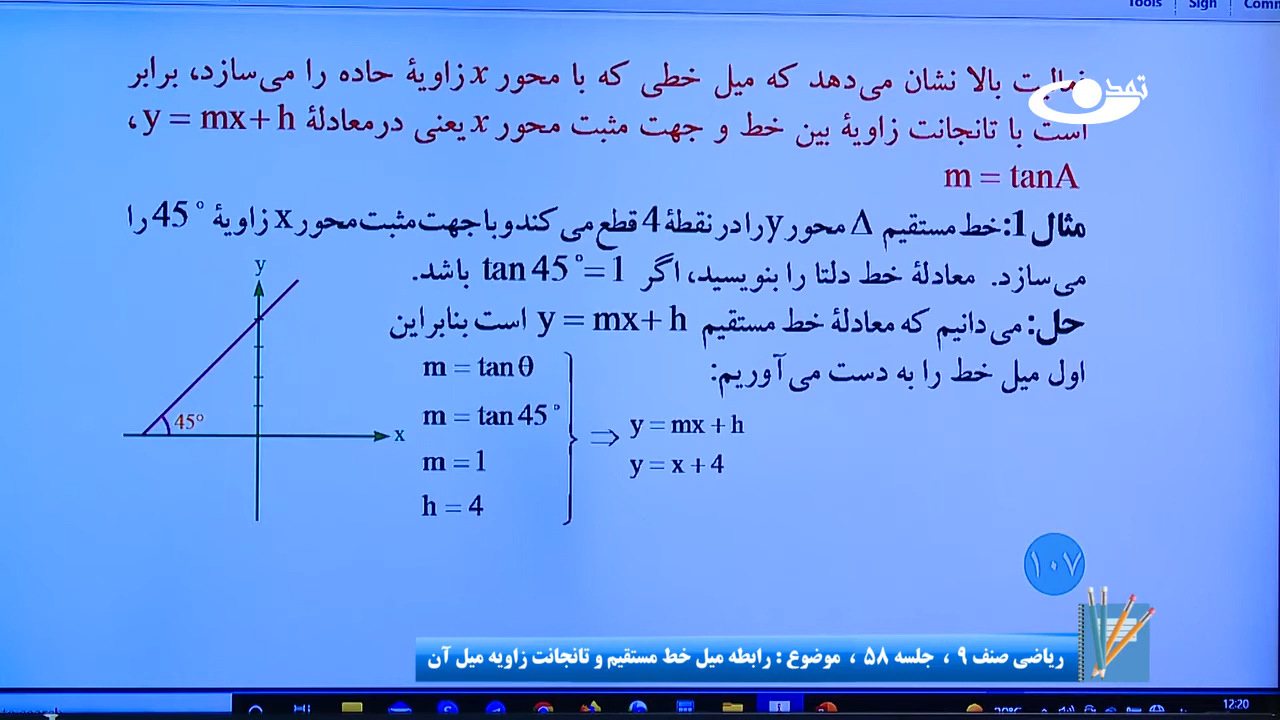 Tools Sign Comm
تمدن
فعالیت بالا نشان می‌دهد که میل خطی که با محور x زاویهٔ حاده را می‌سازد، برابر
است با تانجانت زاویهٔ بین خط و جهت مثبت محور x یعنی در معادلهٔ y = mx + h،
m = tanA
مثال 1: خط مستقیم Δ محور y را در نقطهٔ 4 قطع می کند و با جهت مثبت محور x زاویهٔ 45° را
می‌سازد. معادلهٔ خط دلتا را بنویسید، اگر tan 45° = 1 باشد.
حل: می‌دانیم که معادلهٔ خط مستقیم y = mx + h است بنابراین
اول میل خط را به دست می آوریم:
y
45°
x
m = tanθ
m = tan 45°
m = 1
h = 4
⇒ y = mx + h
y = x + 4
۱۰۷
ریاضی صنف ۹ ، جلسه ۵۸ ، موضوع : رابطه میل خط مستقیم و تانجانت زاویه میل آن
12:20